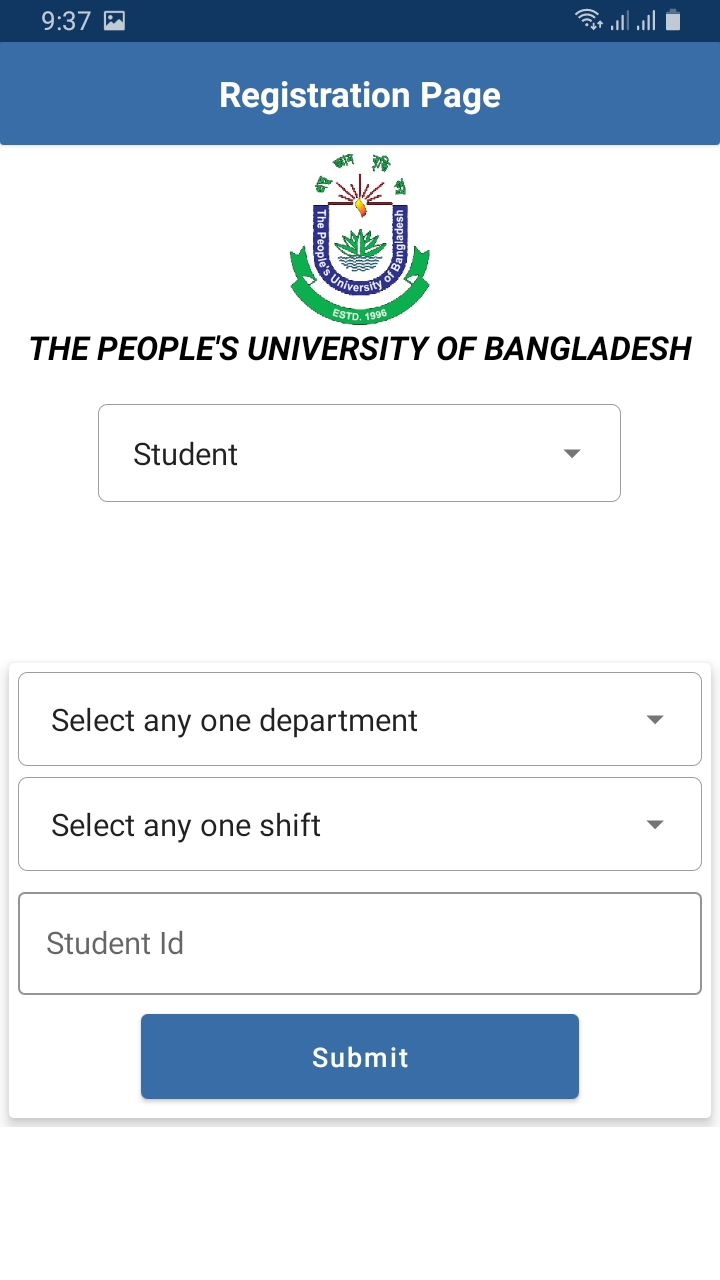 9:37
Registration Page
The People's University of Bangladesh
ESTD. 1996
THE PEOPLE'S UNIVERSITY OF BANGLADESH
Student
Select any one department
Select any one shift
Student Id
Submit